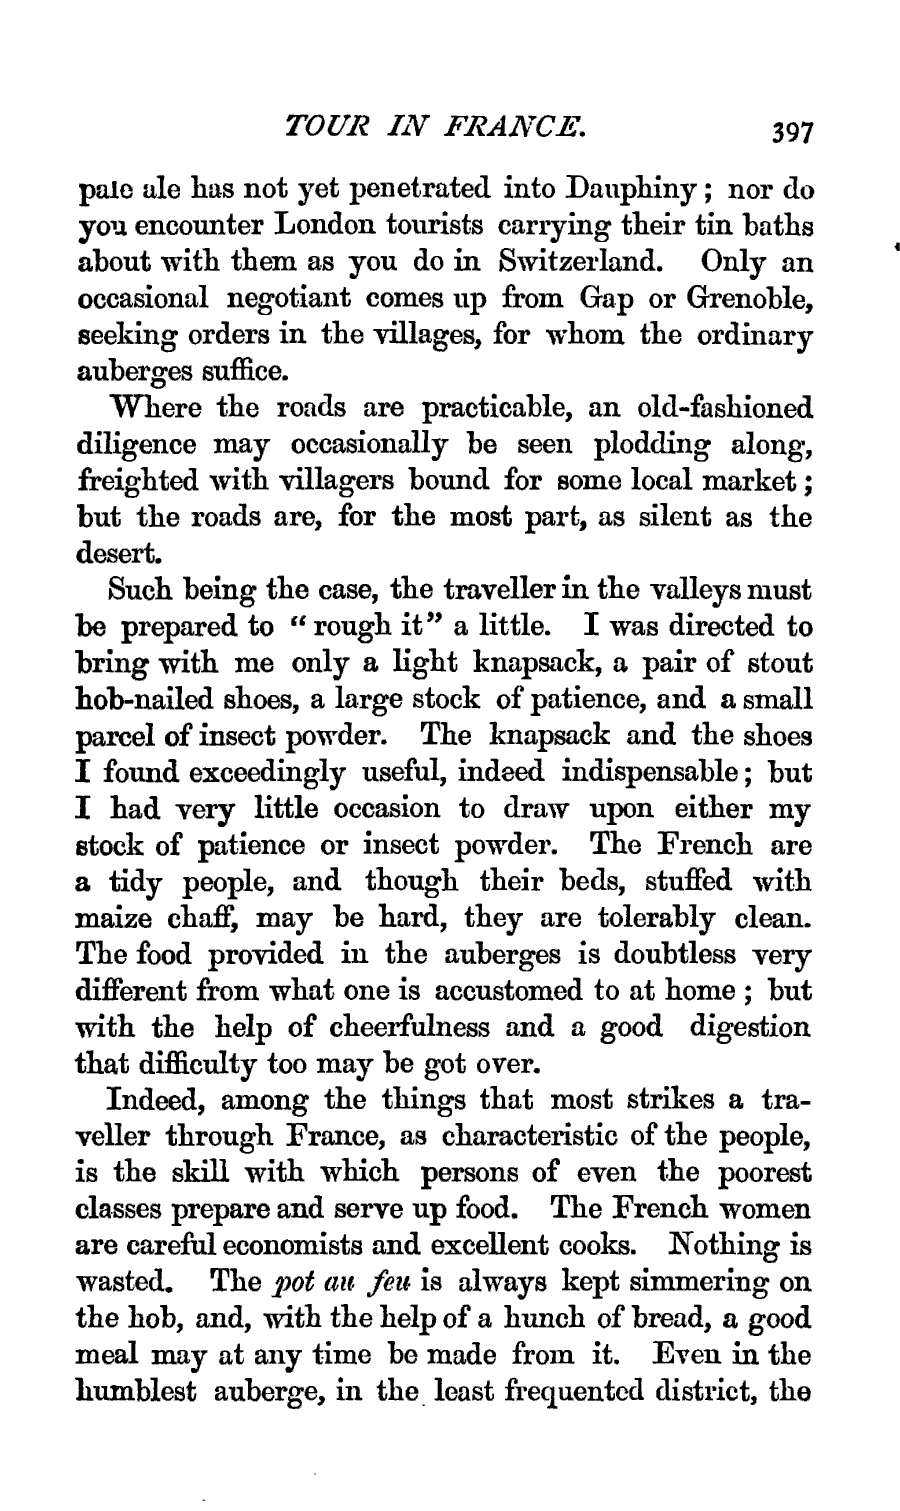 TOUR IN FRANCE. 397
pale ale has not yet penetrated into Dauphiny; nor do
you encounter London tourists carrying their tin baths
about with them as you do in Switzerland. Only an
occasional negotiant comes up from Gap or Grenoble,
seeking orders in the villages, for whom the ordinary
auberges suffice.
Where the roads are practicable, an old-fashioned
diligence may occasionally be seen plodding along,
freighted with villagers bound for some local market;
but the roads are, for the most part, as silent as the
desert.
Such being the case, the traveller in the valleys must
be prepared to "rough it" a little. I was directed to
bring with me only a light knapsack, a pair of stout
hob-nailed shoes, a large stock of patience, and a small
parcel of insect powder. The knapsack and the shoes
I found exceedingly useful, indeed indispensable; but
I had very little occasion to draw upon either my
stock of patience or insect powder. The French are
a tidy people, and though their beds, stuffed with
maize chaff, may be hard, they are tolerably clean.
The food provided in the auberges is doubtless very
different from what one is accustomed to at home; but
with the help of cheerfulness and a good digestion
that difficulty too may be got over.
Indeed, among the things that most strikes a tra-
veller through France, as characteristic of the people,
is the skill with which persons of even the poorest
classes prepare and serve up food. The French women
are careful economists and excellent cooks. Nothing is
wasted. The pot au feu is always kept simmering on
the hob, and, with the help of a hunch of bread, a good
meal may at any time be made from it. Even in the
humblest auberge, in the least frequented district, the